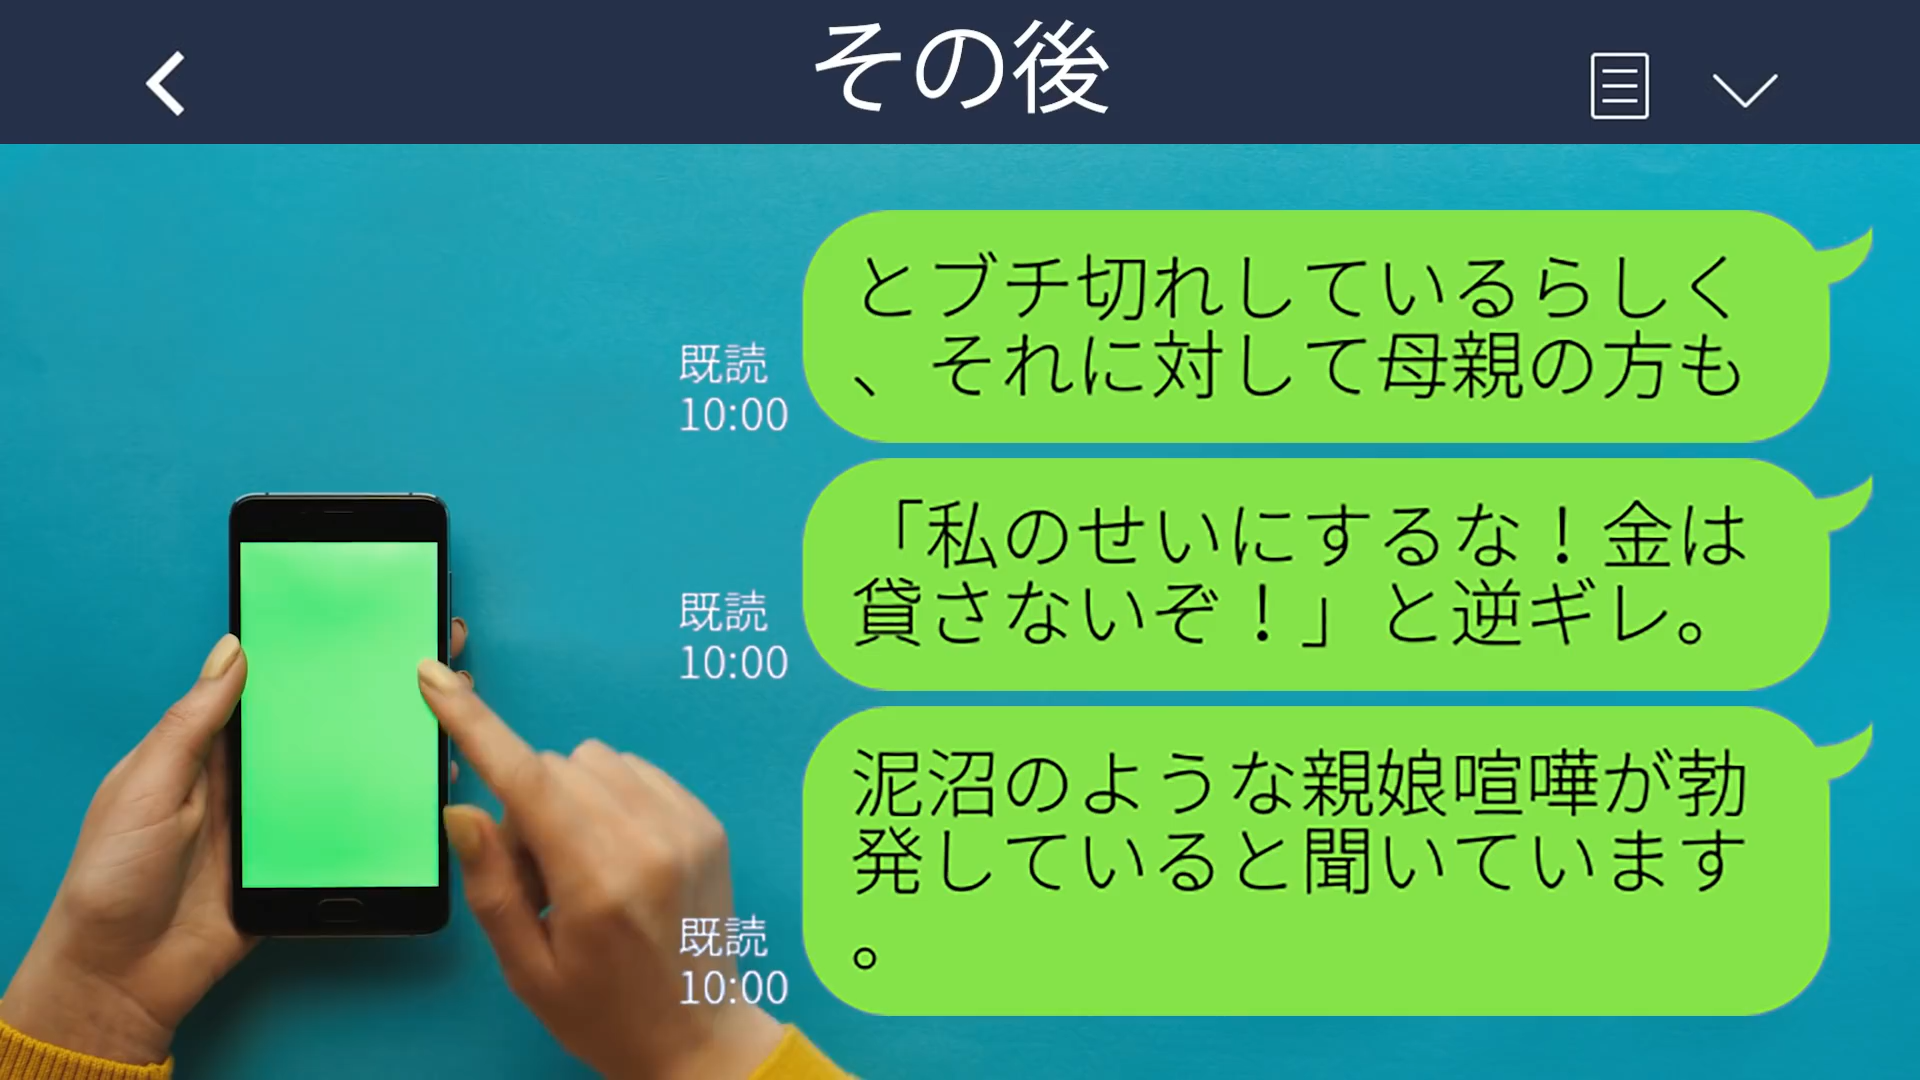 その後
とブチ切れしているらしく
、それに対して母親の方も
既読
10:00
「私のせいにするな！金は
貸さないぞ！」と逆ギレ。
既読
10:00
泥沼のような親娘喧嘩が勃
発していると聞いています
。
既読
10:00